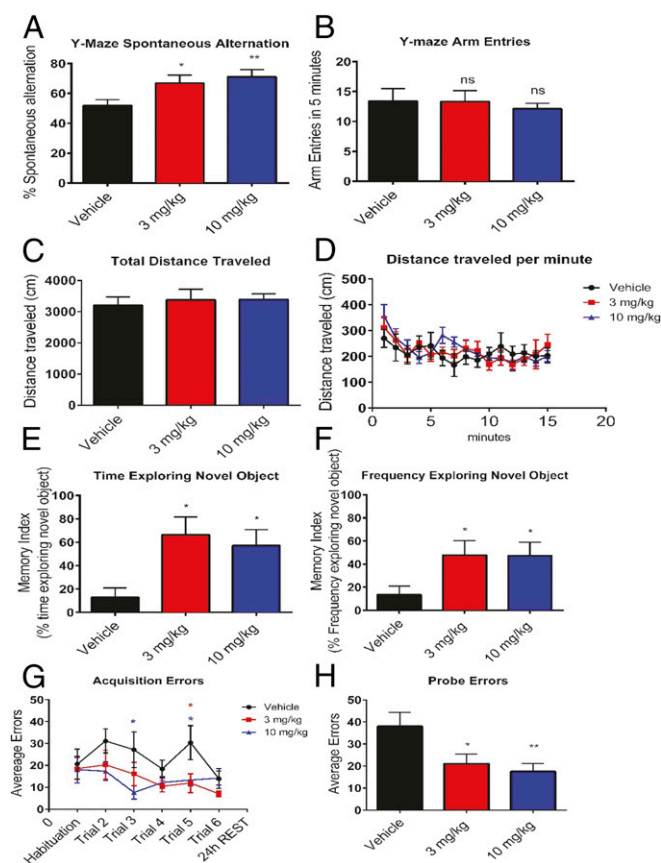 A
Y-Maze Spontaneous Alternation
% Spontaneous alternation
80
60
40
20
0
*
**
Vehicle
3 mg/kg
10 mg/kg
B
Y-maze Arm Entries
Arm Entries in 5 minutes
20
15
10
5
0
ns
ns
Vehicle
3 mg/kg
10 mg/kg
C
Total Distance Traveled
Distance traveled (cm)
4000
3000
2000
1000
0
Vehicle
3 mg/kg
10 mg/kg
D
Distance traveled per minute
Distance traveled (cm)
500
400
300
200
100
0
0
5
10
15
20
minutes
Vehicle
3 mg/kg
10 mg/kg
E
Time Exploring Novel Object
Memory Index
(% time exploring novel object)
100
80
60
40
20
0
*
*
Vehicle
3 mg/kg
10 mg/kg
F
Frequency Exploring Novel Object
Memory Index
(% Frequency exploring novel object)
100
80
60
40
20
0
*
*
Vehicle
3 mg/kg
10 mg/kg
G
Acquisition Errors
Avereage Errors
50
40
30
20
10
0
*
*
*
Vehicle
3 mg/kg
10 mg/kg
0
Habituation
Trial 2
Trial 3
Trial 4
Trial 5
Trial 6
24h REST
H
Probe Errors
Average Errors
50
40
30
20
10
0
*
**
Vehicle
3 mg/kg
10 mg/kg